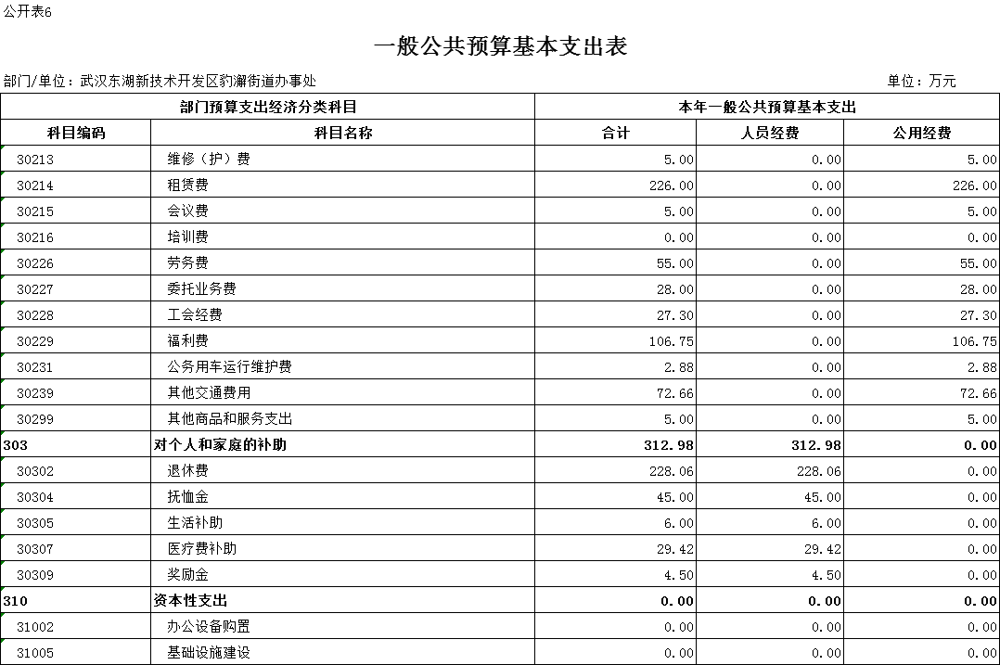 公开表6
一般公共预算基本支出表
部门/单位：武汉东湖新技术开发区豹澥街道办事处 单位：万元
部门预算支出经济分类科目 本年一般公共预算基本支出
科目编码 科目名称 合计 人员经费 公用经费
30213 维修（护）费 5.00 0.00 5.00
30214 租赁费 226.00 0.00 226.00
30215 会议费 5.00 0.00 5.00
30216 培训费 0.00 0.00 0.00
30226 劳务费 55.00 0.00 55.00
30227 委托业务费 28.00 0.00 28.00
30228 工会经费 27.30 0.00 27.30
30229 福利费 106.75 0.00 106.75
30231 公务用车运行维护费 2.88 0.00 2.88
30239 其他交通费用 72.66 0.00 72.66
30299 其他商品和服务支出 5.00 0.00 5.00
303 对个人和家庭的补助 312.98 312.98 0.00
30302 退休费 228.06 228.06 0.00
30304 抚恤金 45.00 45.00 0.00
30305 生活补助 6.00 6.00 0.00
30307 医疗费补助 29.42 29.42 0.00
30309 奖励金 4.50 4.50 0.00
310 资本性支出 0.00 0.00 0.00
31002 办公设备购置 0.00 0.00 0.00
31005 基础设施建设 0.00 0.00 0.00